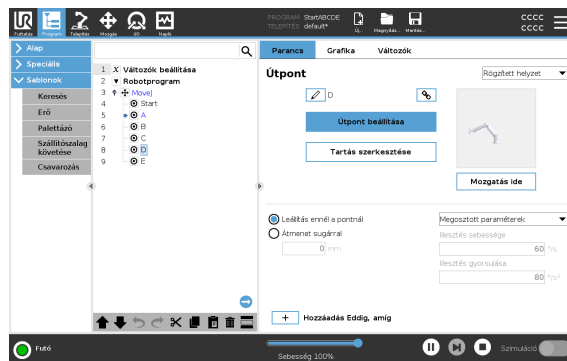 UR
Futtatás
Program
Telepítés
Mozgás
I/O
Napló
PROGRAM StartABCDE
TELEPÍTÉS default*
Új...
Megnyitás...
Mentés...
CCCC
CCCC
Alap
Speciális
Sablonok
Keresés
Erő
Palettázó
Szállítószalag
követése
Csavarozás
1 X Változók beállítása
2 Robotprogram
3 MoveJ
4 Start
5 A
6 B
7 C
8 D
9 E
Parancs
Grafika
Változók
Útpont
Rögzített helyzet
D
Útpont beállítása
Tartás szerkesztése
Mozgatás ide
Leállítás ennél a pontnál
Átmenet sugárral
0 mm
Megosztott paraméterek
Illesztés sebessége
60 °/s
Illesztés gyorsulása
80 °/s²
+ Hozzáadás Eddig, amíg
Futó
Sebesség 100%
Szimuláció